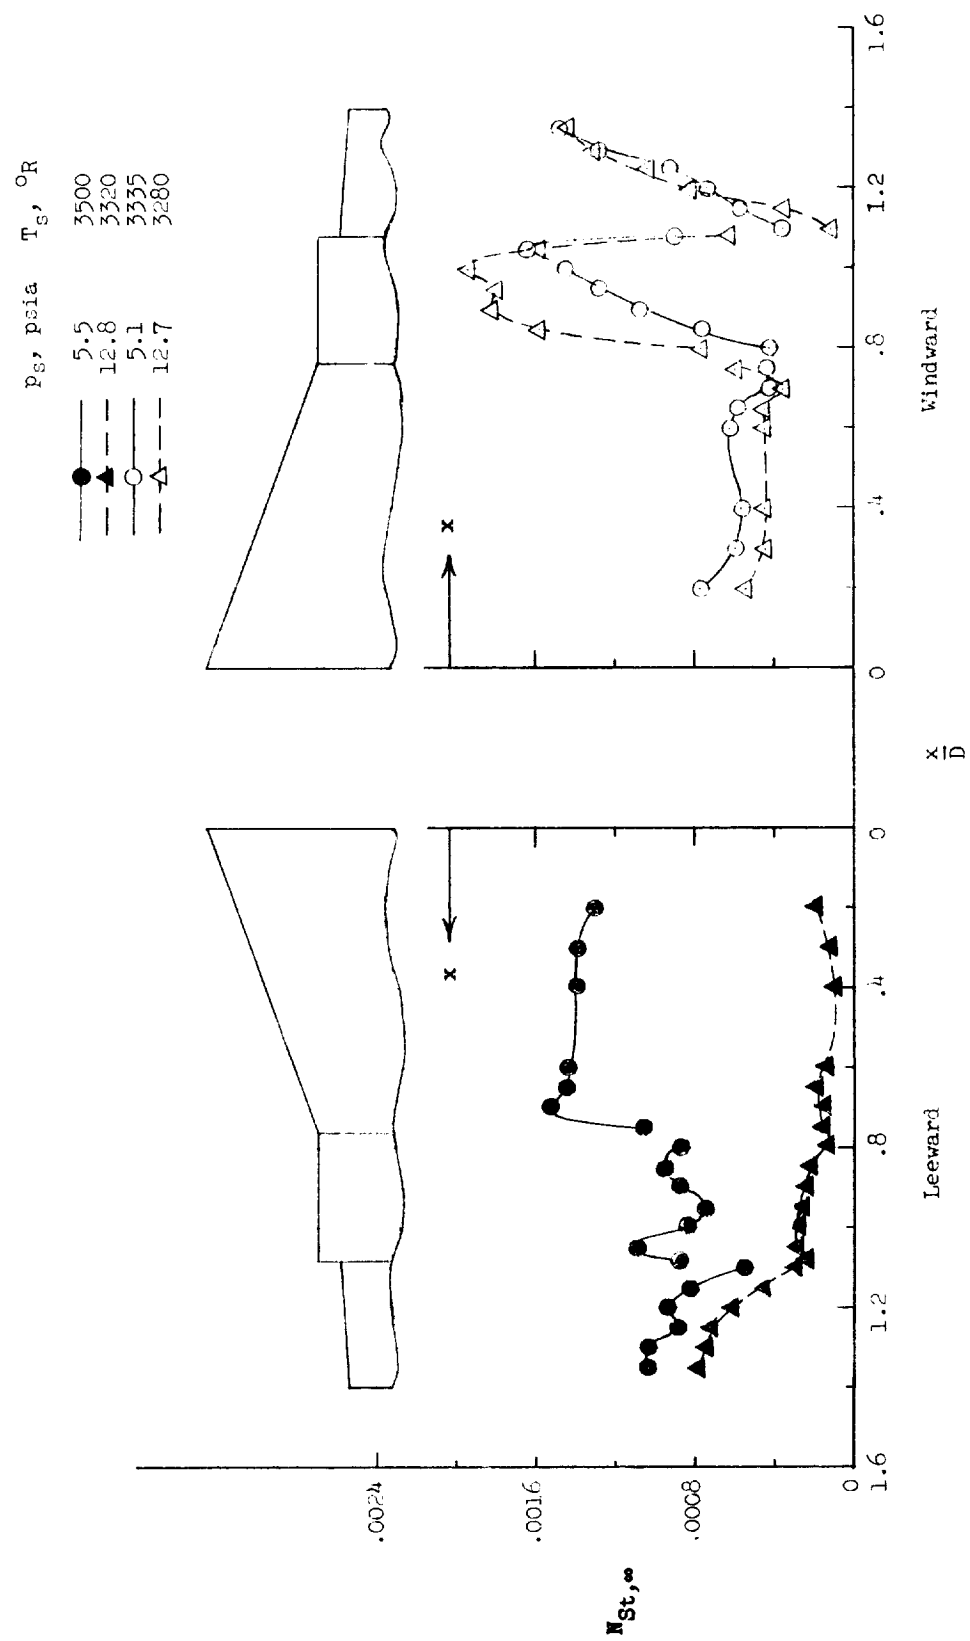 p_s, psia T_s, °R
5.5 3500
12.8 3320
5.1 3335
12.7 3280
x
x
.0024
.0016
.0008
0
N_St,∞
1.6
1.2
.8
.4
0
0
.4
.8
1.2
1.6
Leeward
x/D
Windward